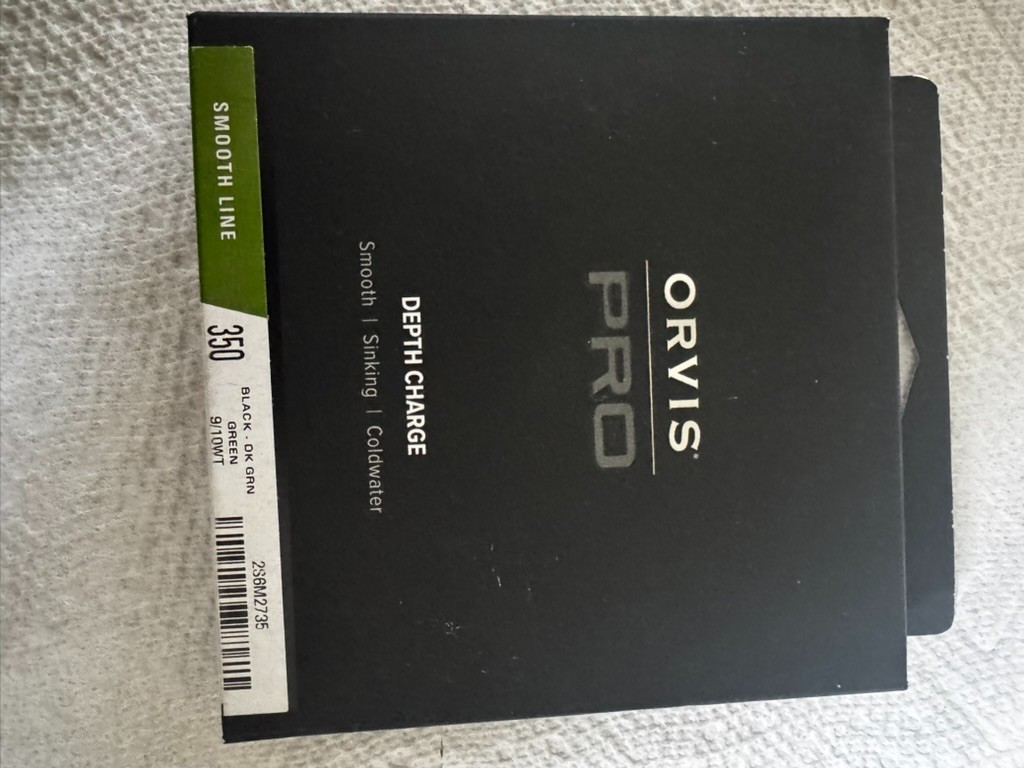 ORVIS
PRO
DEPTH CHARGE
Smooth | Sinking | Coldwater
SMOOTH LINE
350
BLACK - DK GRN
GREEN
9/10WT
2S6M2735